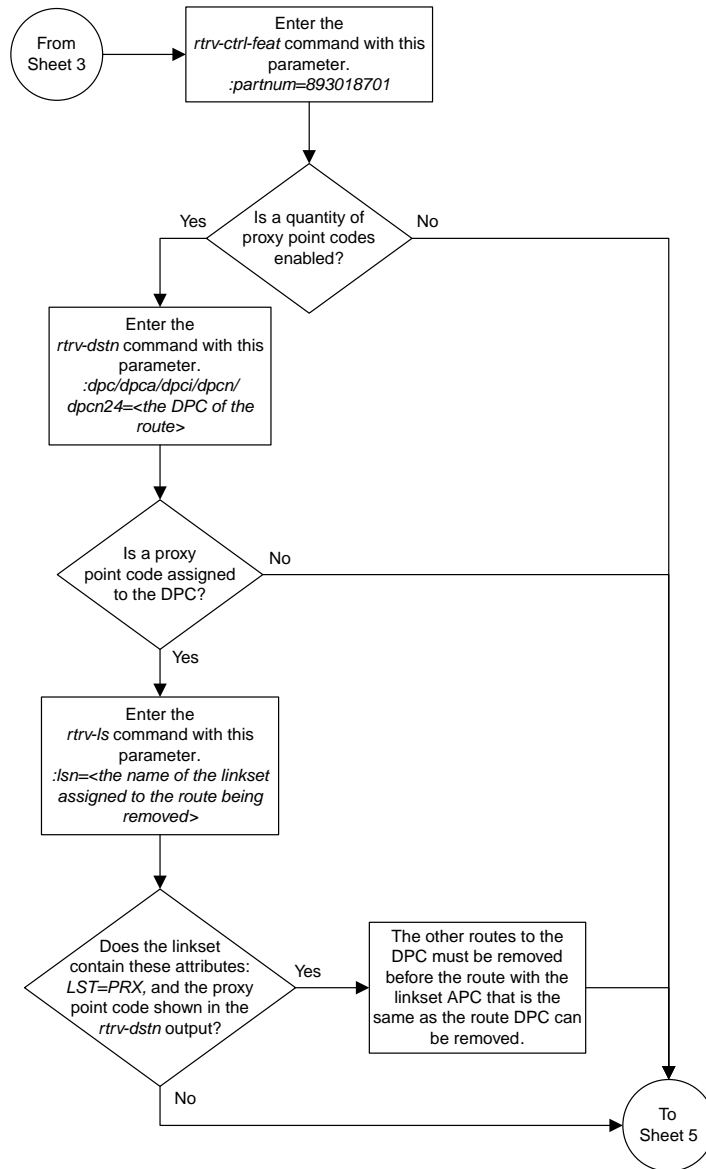 From
Sheet 3
Enter the
rtrv-ctrl-feat command with this
parameter.
:partnum=893018701
Is a quantity of
proxy point codes
enabled?
Yes
No
Enter the
rtrv-dstn command with this
parameter.
:dpc/dpca/dpci/dpcn/
dpcn24=<the DPC of the
route>
Is a proxy
point code assigned
to the DPC?
No
Yes
Enter the
rtrv-ls command with this
parameter.
:lsn=<the name of the linkset
assigned to the route being
removed>
Does the linkset
contain these attributes:
LST=PRX, and the proxy
point code shown in the
rtrv-dstn output?
Yes
The other routes to the
DPC must be removed
before the route with the
linkset APC that is the
same as the route DPC can
be removed.
No
To
Sheet 5